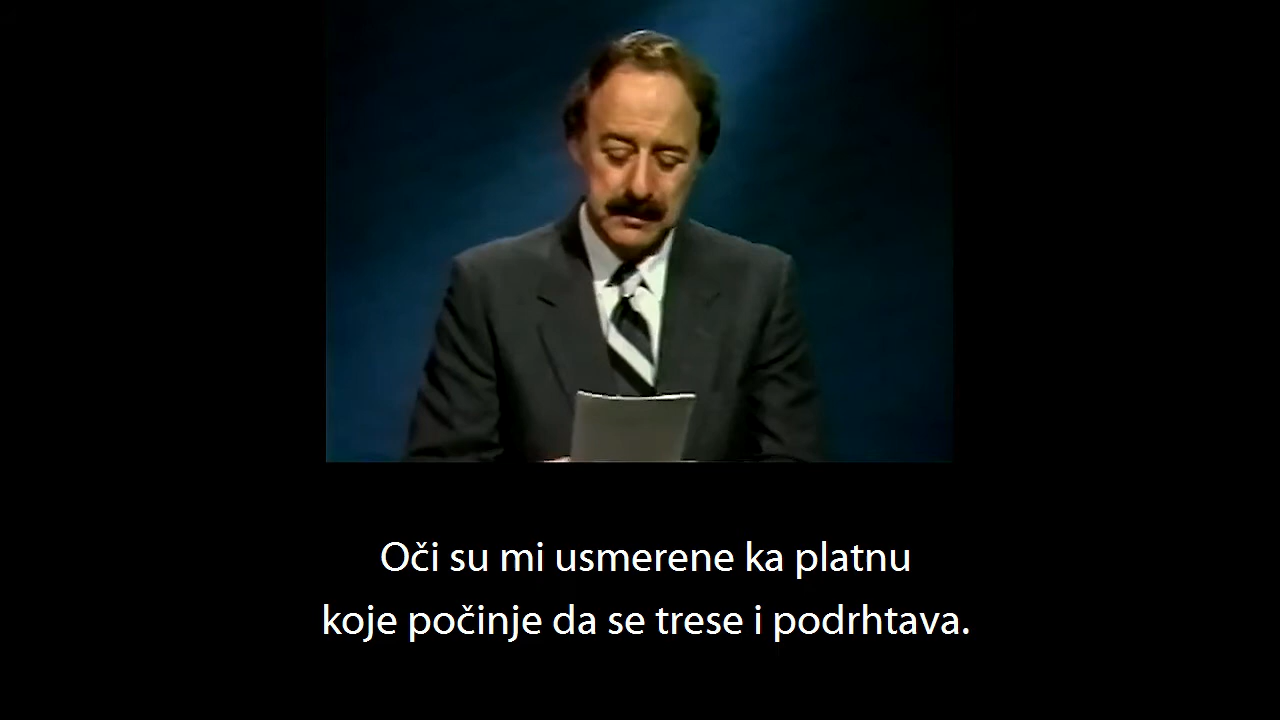 Oči su mi usmerene ka platnu
koje počinje da se trese i podrhtava.